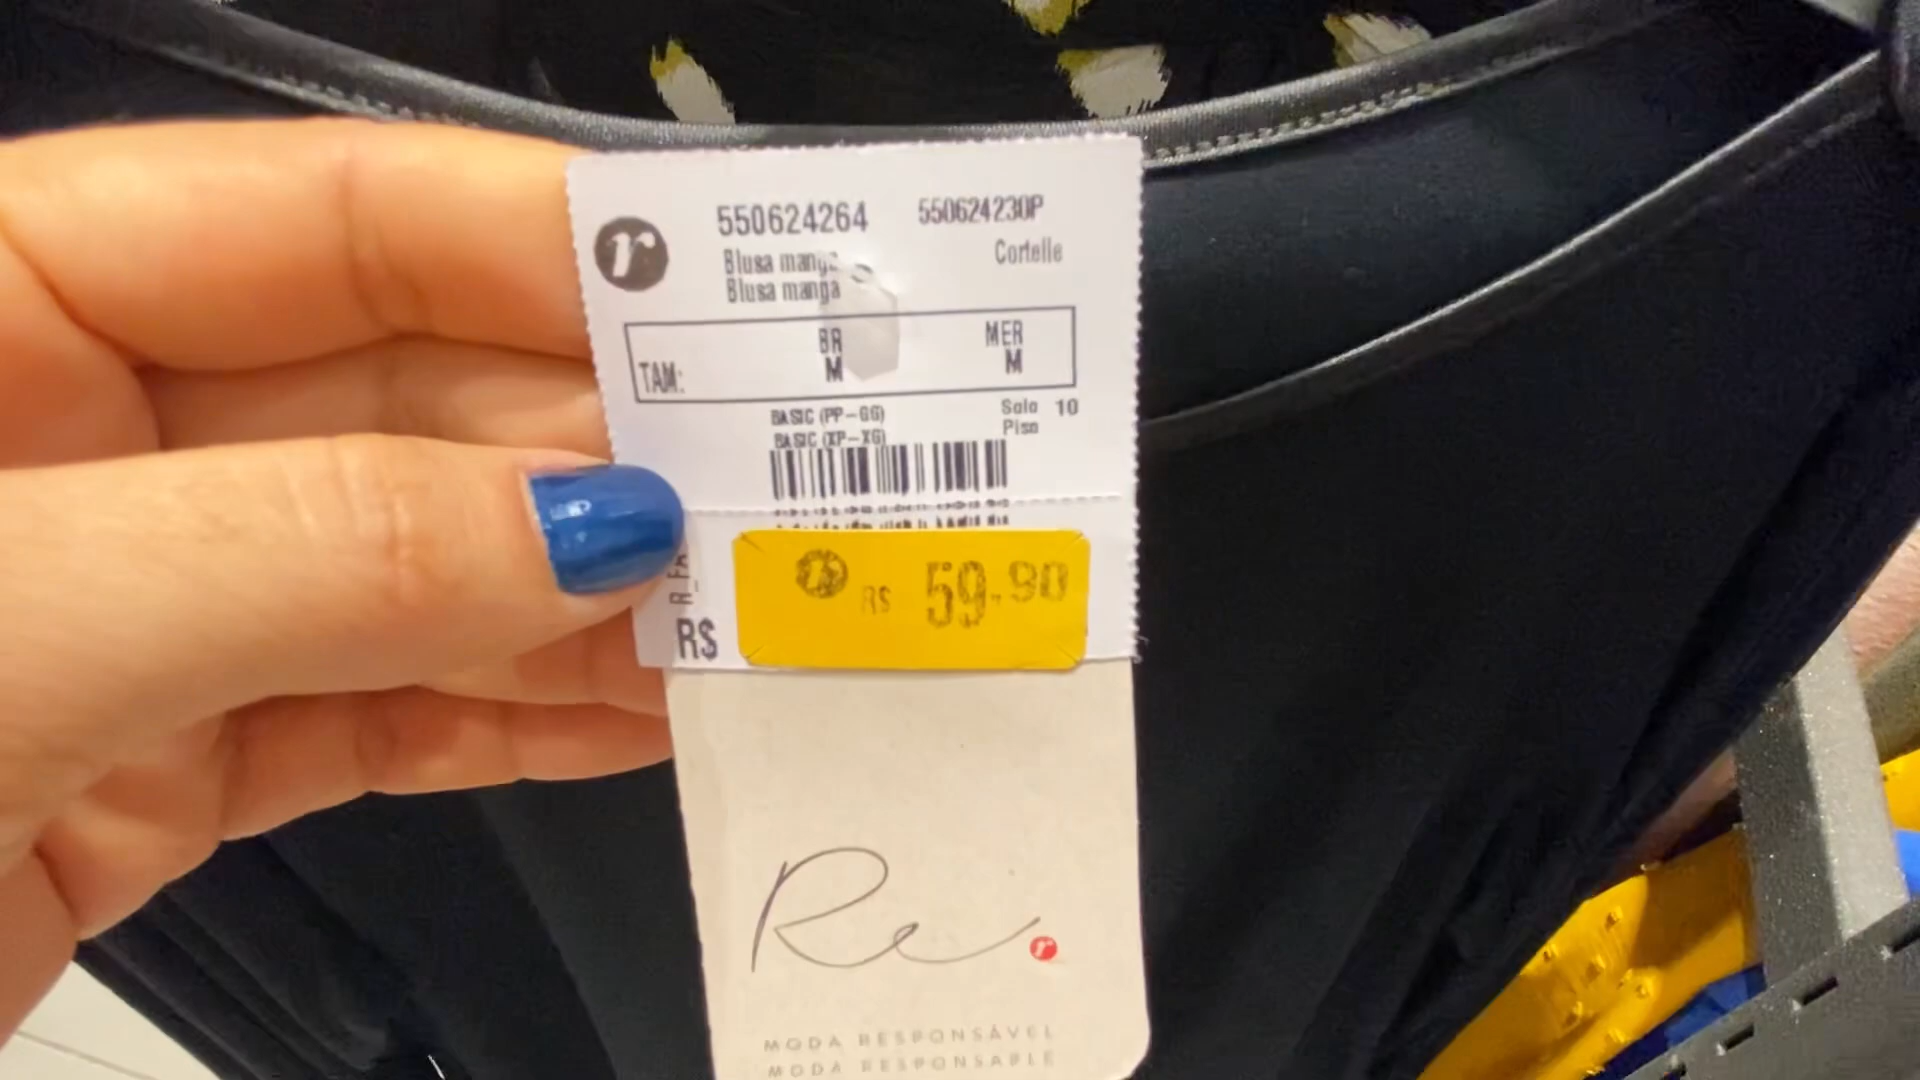 r
550624264 550624230P
Blusa manga Cortelle
Blusa manga
BR MER
TAM: M M
BASIC (PP-GG) Sala 10
BASIC (XP-XG) Piso
R$ 59,90
R$
Re
r
MODA RESPONSÁVEL
MODA RESPONSABLE